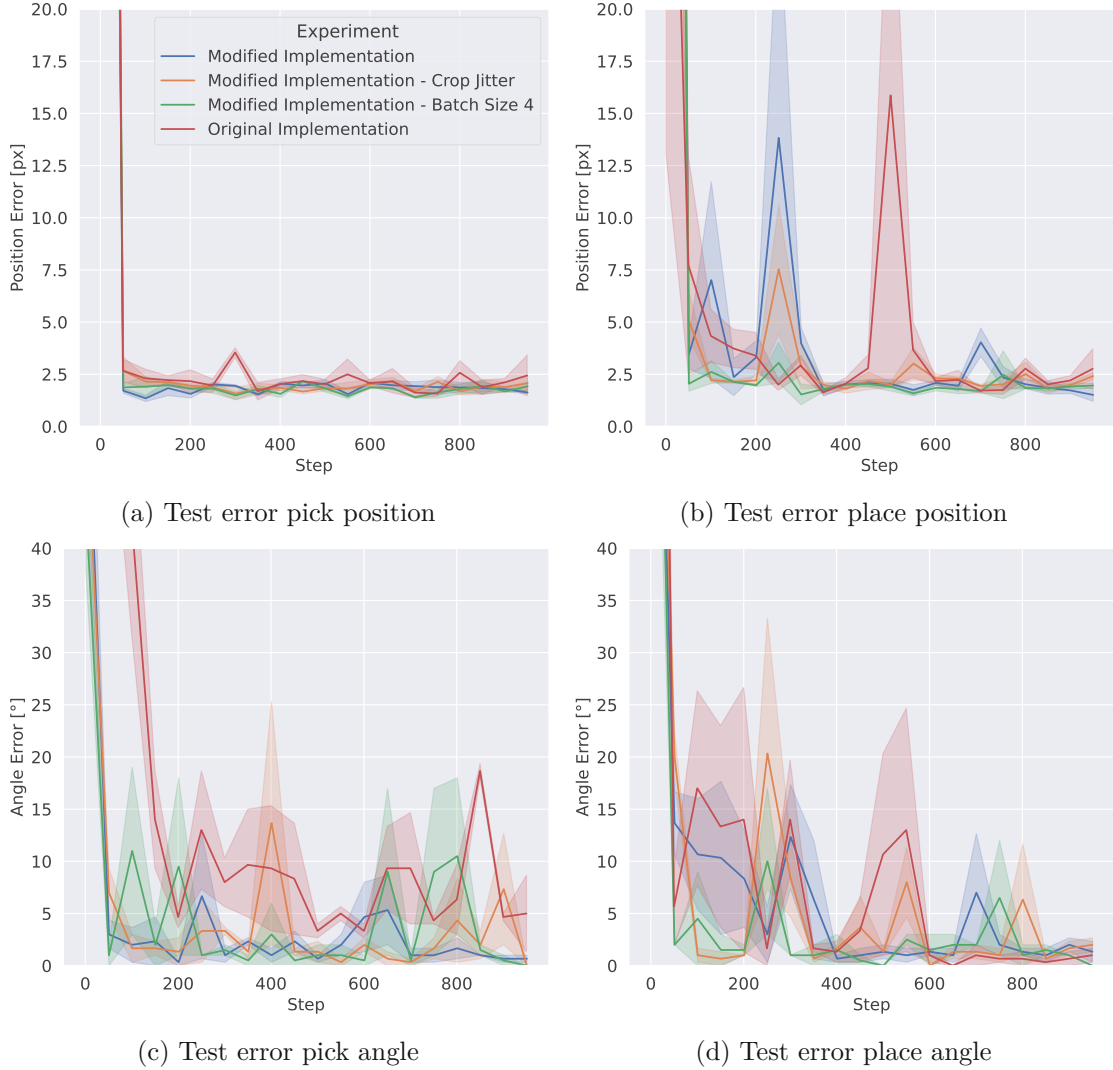 20.0
17.5
15.0
12.5
10.0
7.5
5.0
2.5
0.0
Position Error [px]
0 200 400 600 800
Step
Experiment
Modified Implementation
Modified Implementation - Crop Jitter
Modified Implementation - Batch Size 4
Original Implementation
(a) Test error pick position
20.0
17.5
15.0
12.5
10.0
7.5
5.0
2.5
0.0
Position Error [px]
0 200 400 600 800
Step
(b) Test error place position
40
35
30
25
20
15
10
5
0
Angle Error [°]
0 200 400 600 800
Step
(c) Test error pick angle
40
35
30
25
20
15
10
5
0
Angle Error [°]
0 200 400 600 800
Step
(d) Test error place angle